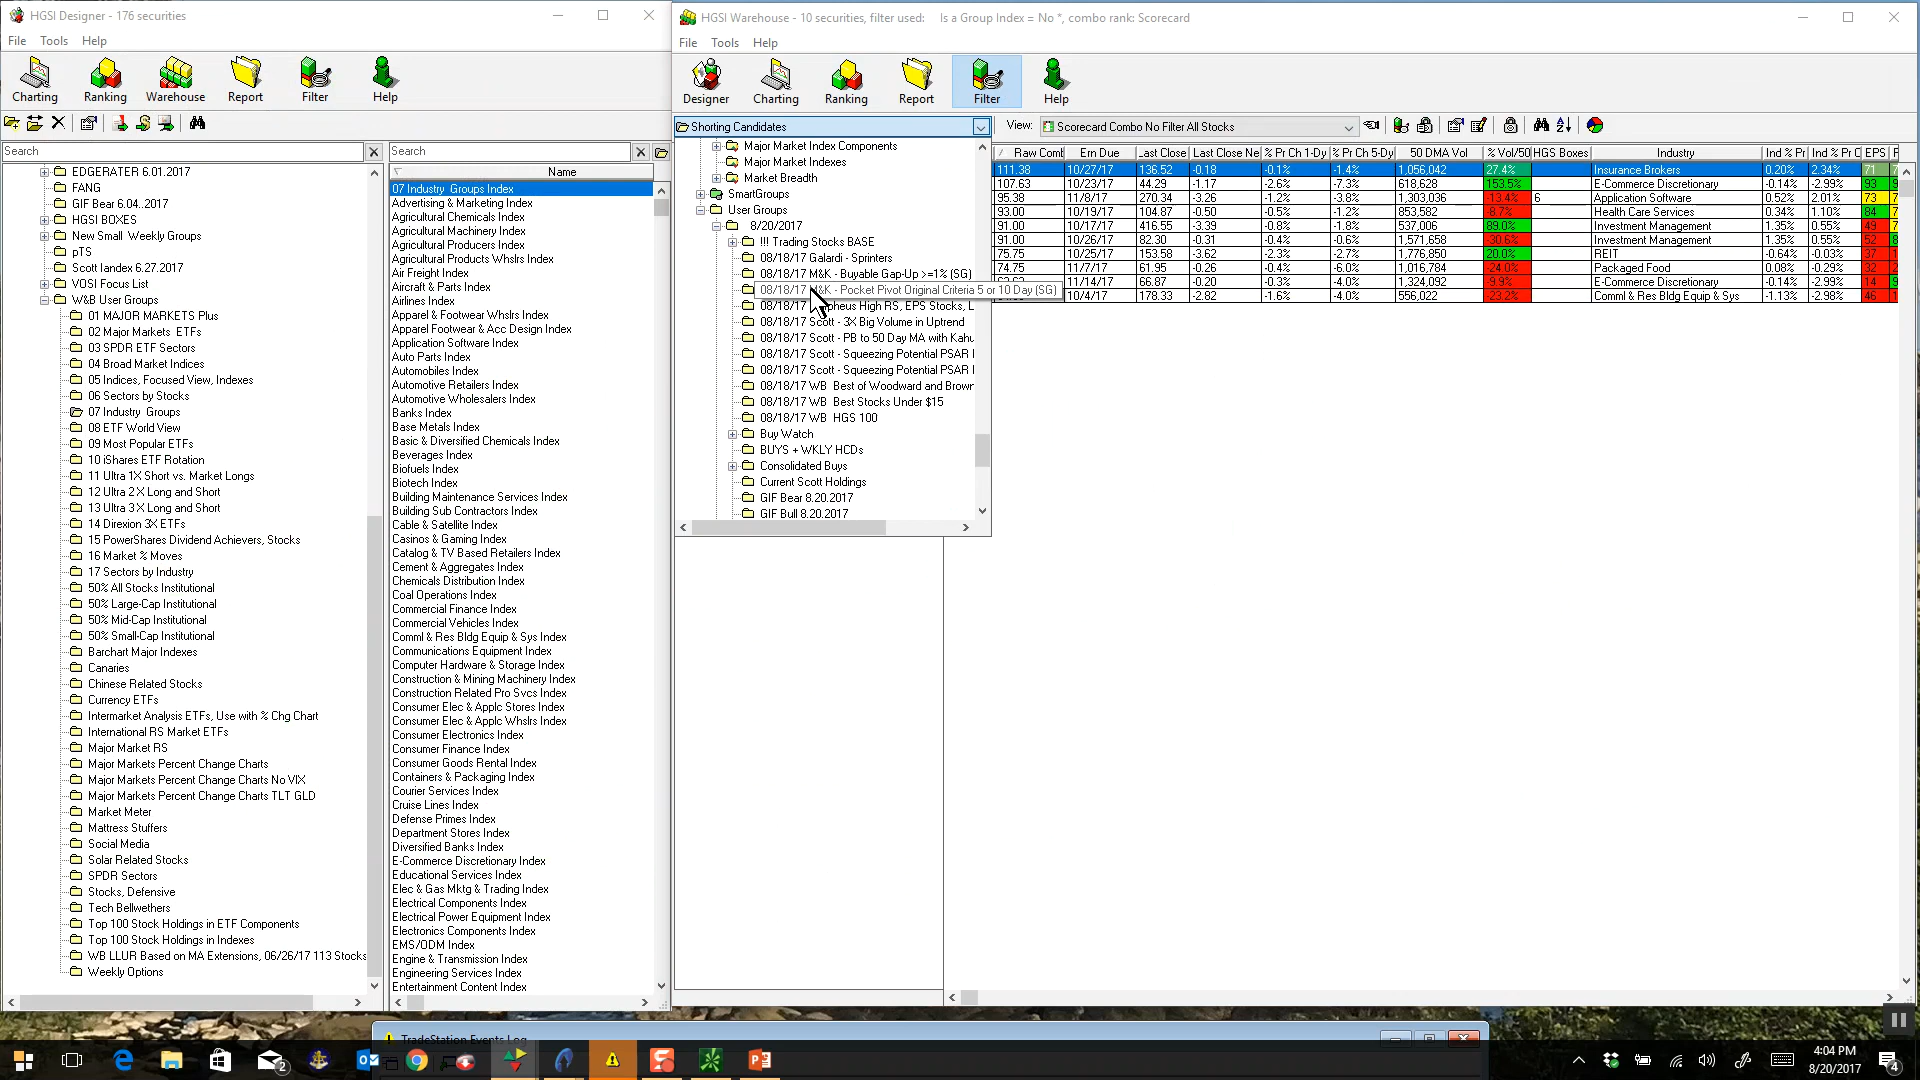 HGSI Designer - 176 securities
File Tools Help
Charting Ranking Warehouse Report Filter Help
Search
EDGERATER 6.01.2017
FANG
GIF Bear 6.04..2017
HGSI BOXES
New Small Weekly Groups
pTS
Scott Iandex 6.27.2017
VOSI Focus List
W&B User Groups
01 MAJOR MARKETS Plus
02 Major Markets ETFs
03 SPDR ETF Sectors
04 Broad Market Indices
05 Indices, Focused View, Indexes
06 Sectors by Stocks
07 Industry Groups
08 ETF World View
09 Most Popular ETFs
10 iShares ETF Rotation
11 Ultra 1X Short vs. Market Longs
12 Ultra 2 X Long and Short
13 Ultra 3 X Long and Short
14 Direxion 3X ETFs
15 PowerShares Dividend Achievers, Stocks
16 Market % Moves
17 Sectors by Industry
50% All Stocks Institutional
50% Large-Cap Institutional
50% Mid-Cap Institutional
50% Small-Cap Institutional
Barchart Major Indexes
Canaries
Chinese Related Stocks
Currency ETFs
Intermarket Analysis ETFs, Use with % Chg Chart
International RS Market ETFs
Major Market RS
Major Markets Percent Change Charts
Major Markets Percent Change Charts No VIX
Major Markets Percent Change Charts TLT GLD
Market Meter
Mattress Stuffers
Social Media
Solar Related Stocks
SPDR Sectors
Stocks, Defensive
Tech Bellwethers
Top 100 Stock Holdings in ETF Components
Top 100 Stock Holdings in Indexes
WB LLUR Based on MA Extensions, 06/26/17 113 Stocks
Weekly Options
Search
Name
07 Industry Groups Index
Advertising & Marketing Index
Agricultural Chemicals Index
Agricultural Machinery Index
Agricultural Producers Index
Agricultural Products Whslrs Index
Air Freight Index
Aircraft & Parts Index
Airlines Index
Apparel & Footwear Whslrs Index
Apparel Footwear & Acc Design Index
Application Software Index
Auto Parts Index
Automobiles Index
Automotive Retailers Index
Automotive Wholesalers Index
Banks Index
Base Metals Index
Basic & Diversified Chemicals Index
Beverages Index
Biofuels Index
Biotech Index
Building Maintenance Services Index
Building Sub Contractors Index
Cable & Satellite Index
Casinos & Gaming Index
Catalog & TV Based Retailers Index
Cement & Aggregates Index
Chemicals Distribution Index
Coal Operations Index
Commercial Finance Index
Commercial Vehicles Index
Comml & Res Bldg Equip & Sys Index
Communications Equipment Index
Computer Hardware & Storage Index
Construction & Mining Machinery Index
Construction Related Pro Svcs Index
Consumer Elec & Applc Stores Index
Consumer Elec & Applc Whslrs Index
Consumer Electronics Index
Consumer Finance Index
Consumer Goods Rental Index
Containers & Packaging Index
Courier Services Index
Cruise Lines Index
Defense Primes Index
Department Stores Index
Diversified Banks Index
E-Commerce Discretionary Index
Educational Services Index
Elec & Gas Mktg & Trading Index
Electrical Components Index
Electrical Power Equipment Index
Electronics Components Index
EMS/ODM Index
Engine & Transmission Index
Engineering Services Index
Entertainment Content Index
HGSI Warehouse - 10 securities, filter used: Is a Group Index = No *, combo rank: Scorecard
File Tools Help
Designer Charting Ranking Report Filter Help
Shorting Candidates
View: Scorecard Combo No Filter All Stocks
Major Market Index Components
Major Market Indexes
Major Market Breadth
SmartGroups
User Groups
8/20/2017
!!! Trading Stocks BASE
08/18/17 Galardi - Sprinters
08/18/17 M&K - Buyable Gap-Up >=1% (SG)
08/18/17 M&K - Pocket Pivot Original Criteria 5 or 10 Day (SG)
08/18/17 High RS, EPS Stocks, L
08/18/17 Scott - 3X Big Volume in Uptrend
08/18/17 Scott - PB to 50 Day MA with Kahu
08/18/17 Scott - Squeezing Potential PSAR
08/18/17 Scott - Squeezing Potential PSAR
08/18/17 WB Best of Woodward and Brown
08/18/17 WB Best Stocks Under $15
08/18/17 WB HGS 100
Buy Watch
BUYS + WKLY HCDs
Consolidated Buys
Current Scott Holdings
GIF Bear 8.20.2017
GIF Bull 8.20.2017
Raw Comb Ern Due Last Close Last Close Ne % Pr Ch 1-Dy % Pr Ch 5-Dy 50 DMA Vol % Vol/50 HGS Boxes Industry Ind % Pr Ind % Pr C EPS
111.38 10/27/17 136.52 -0.18 -0.1% -1.4% 1,056,042 27.4% Insurance Brokers 0.20% 2.34% 71
107.63 44.29 -1.17 -2.6% -7.3% 618,628 153.5% E-Commerce Discretionary -0.14% -2.99% 93
95.38 11/8/17 270.34 -3.26 -1.2% -3.8% 1,303,036 -13.4% 6 Application Software 0.52% 2.01% 73
93.00 10/19/17 104.87 -0.50 -0.5% -1.2% 853,582 -8.7% Health Care Services 0.34% 1.10% 84
91.00 10/17/17 416.55 -3.39 -0.8% -1.8% 537,006 89.0% Investment Management 1.35% 0.55% 49
91.00 10/26/17 82.30 -0.31 -0.4% -0.6% 1,571,658 -30.6% Investment Management 1.35% 0.55% 52
75.75 10/25/17 153.58 -3.62 -2.3% -2.7% 1,776,850 20.0% REIT -0.64% -0.03% 37
74.75 11/7/17 61.95 -0.26 -0.4% -6.0% 1,016,784 -24.0% Packaged Food 0.08% -0.29% 32
11/14/17 66.87 -0.20 -0.3% -4.0% 1,324,092 -9.9% E-Commerce Discretionary -0.14% -2.99% 14
10/4/17 178.33 -2.82 -1.6% -4.0% 556,022 -23.2% Comml & Res Bldg Equip & Sys -1.13% -2.98% 46
TradeStation Events Log
4:04 PM
8/20/2017